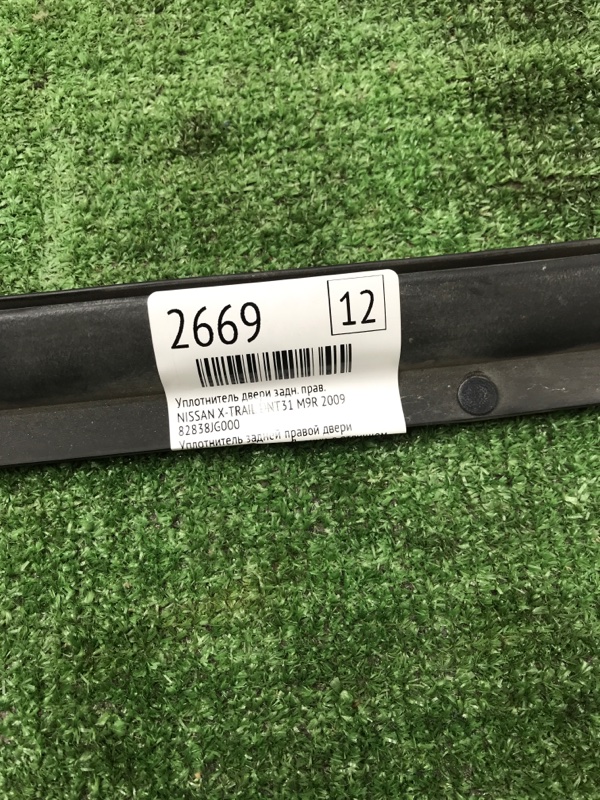 2669
12
Уплотнитель двери задн. прав.
NISSAN X-TRAIL DNT31 M9R 2009
82838JG000
Уплотнитель задней правой двери